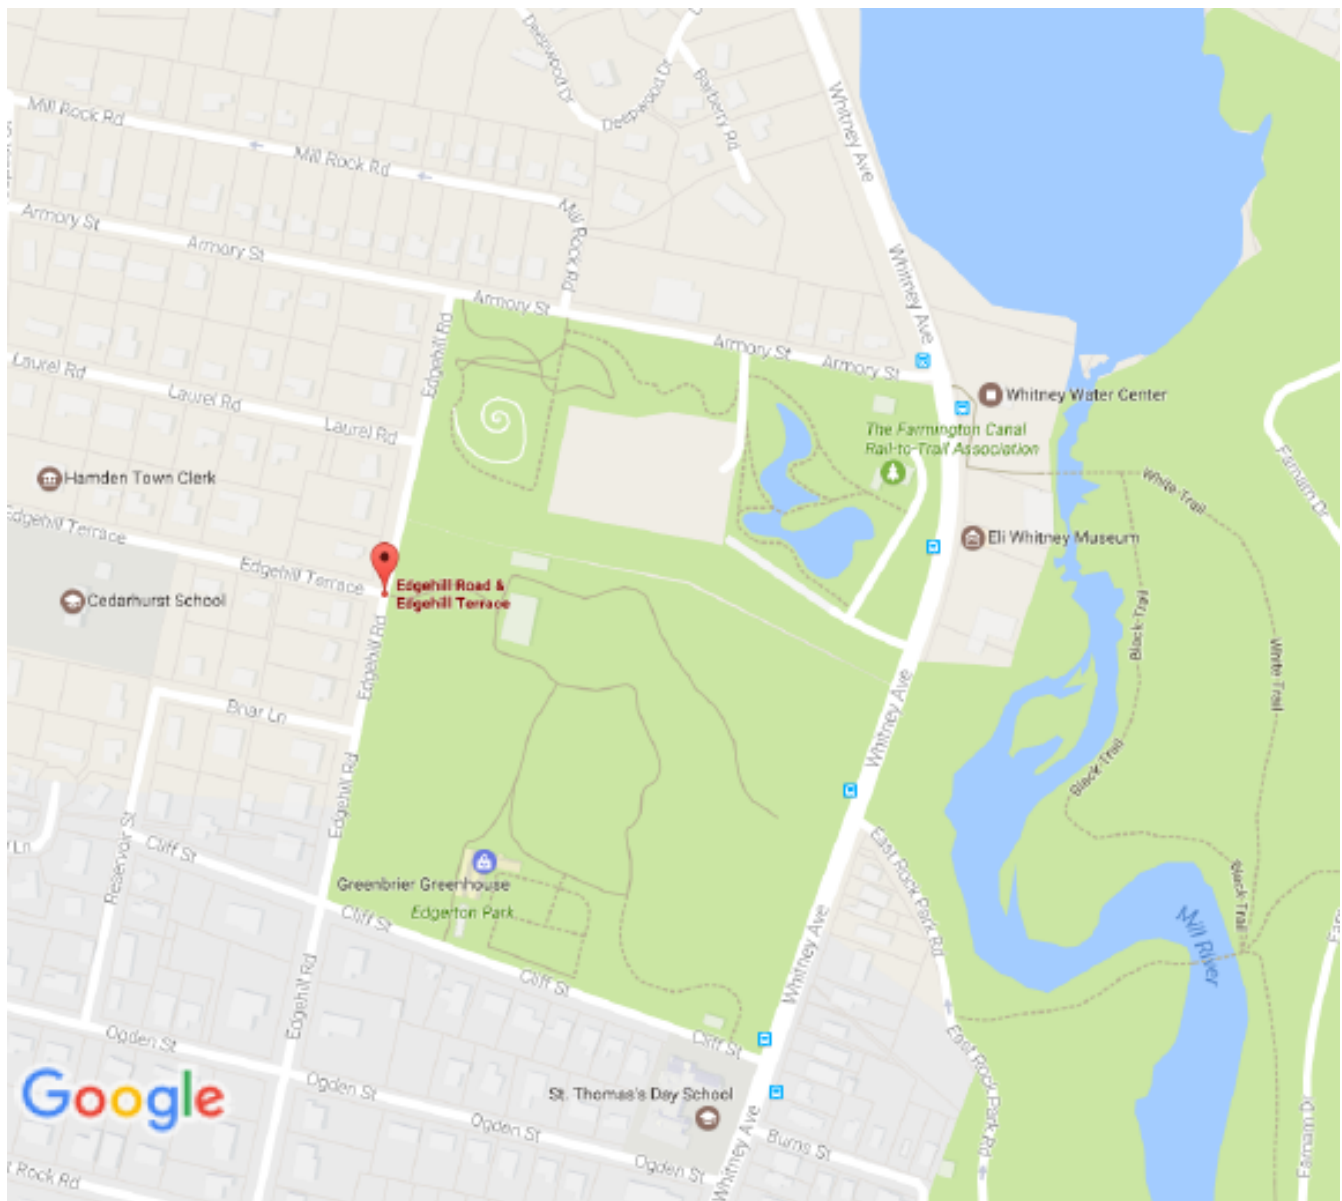 Deepwood Dr
Deepwood Dr
Barberry Rd
Whitney Ave
Mill Rock Rd
Mill Rock Rd
Mill Rock Rd
Armory St
Armory St
Armory St
Armory St
Armory St
Whitney Ave
Edgehill Rd
Laurel Rd
Laurel Rd
Laurel Rd
Whitney Water Center
The Farmington Canal
Rail-to-Trail Association
White Trail
Farnam Dr
Hamden Town Clerk
Edgehill Terrace
Edgehill Terrace
Eli Whitney Museum
Edgehill Road &
Edgehill Terrace
Cedarhurst School
Edgehill Rd
Black Trail
White Trail
Whitney Ave
Briar Ln
Black Trail
Edgehill Rd
Reservoir St
Cliff St
Ln
Greenbrier Greenhouse
Edgerton Park
Cliff St
East Rock Park Rd
Black Trail
Mill River
Whitney Ave
Cliff St
Edgehill Rd
Cliff St
Ogden St
Ogden St
Ogden St
Ogden St
Google
St. Thomas's Day School
East Rock Park Rd
Burns St
Whitney Ave
Farnam Dr
t Rock Rd